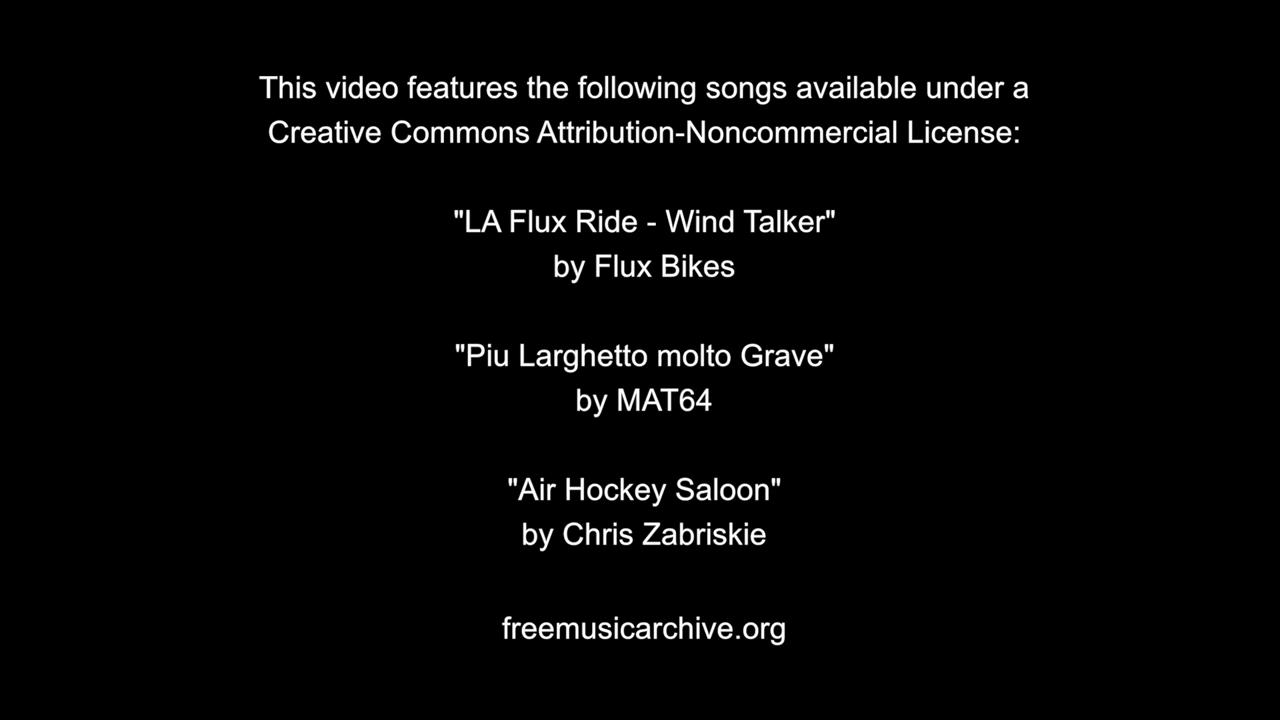 This video features the following songs available under a
Creative Commons Attribution-Noncommercial License:
"LA Flux Ride - Wind Talker"
by Flux Bikes
"Piu Larghetto molto Grave"
by MAT64
"Air Hockey Saloon"
by Chris Zabriskie
freemusicarchive.org